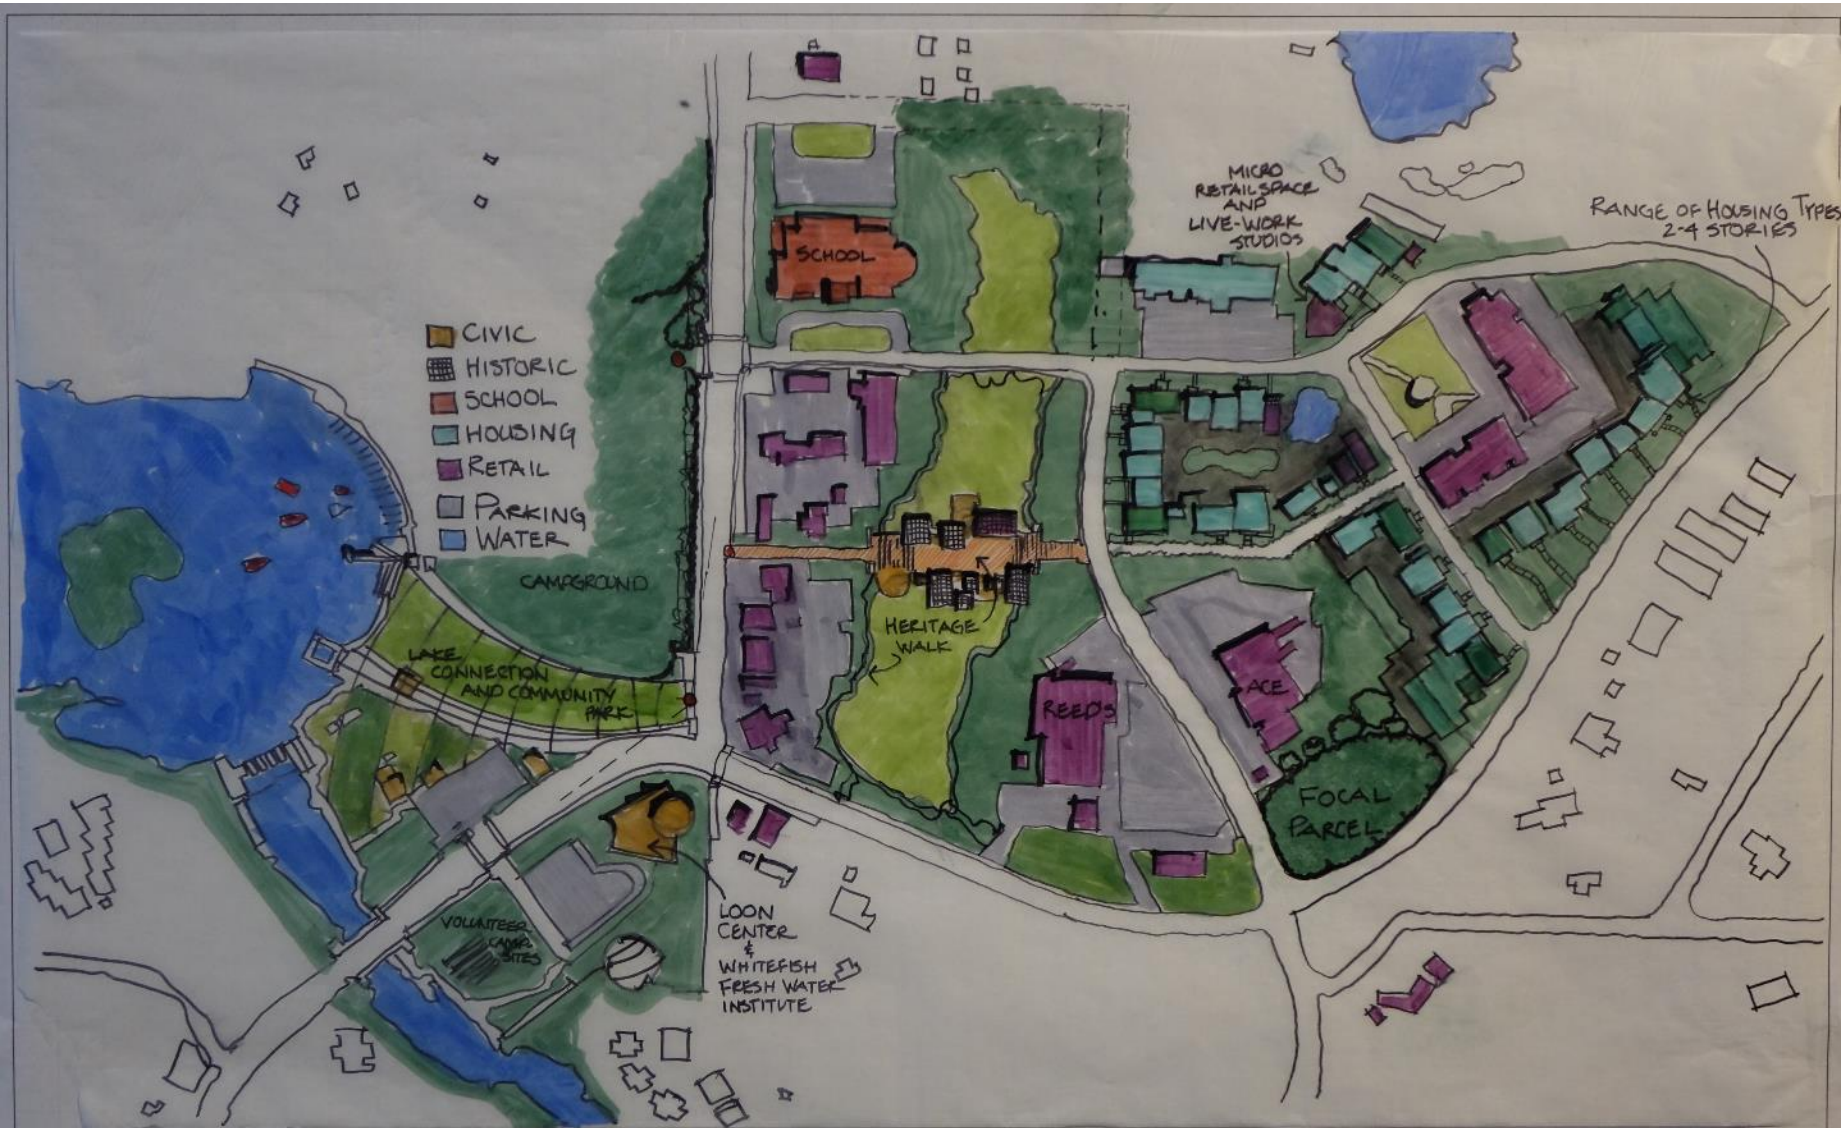 MICRO
RETAIL SPACE
AND
LIVE-WORK
STUDIOS
RANGE OF HOUSING TYPES
2-4 STORIES
SCHOOL
CIVIC
HISTORIC
SCHOOL
HOUSING
RETAIL
PARKING
WATER
CAMPGROUND
HERITAGE
WALK
LAKE
CONNECTION
AND COMMUNITY
PARK
REED'S
ACE
FOCAL
PARCEL
VOLUNTEER
CAMP
SITES
LOON
CENTER
&
WHITEFISH
FRESH WATER
INSTITUTE